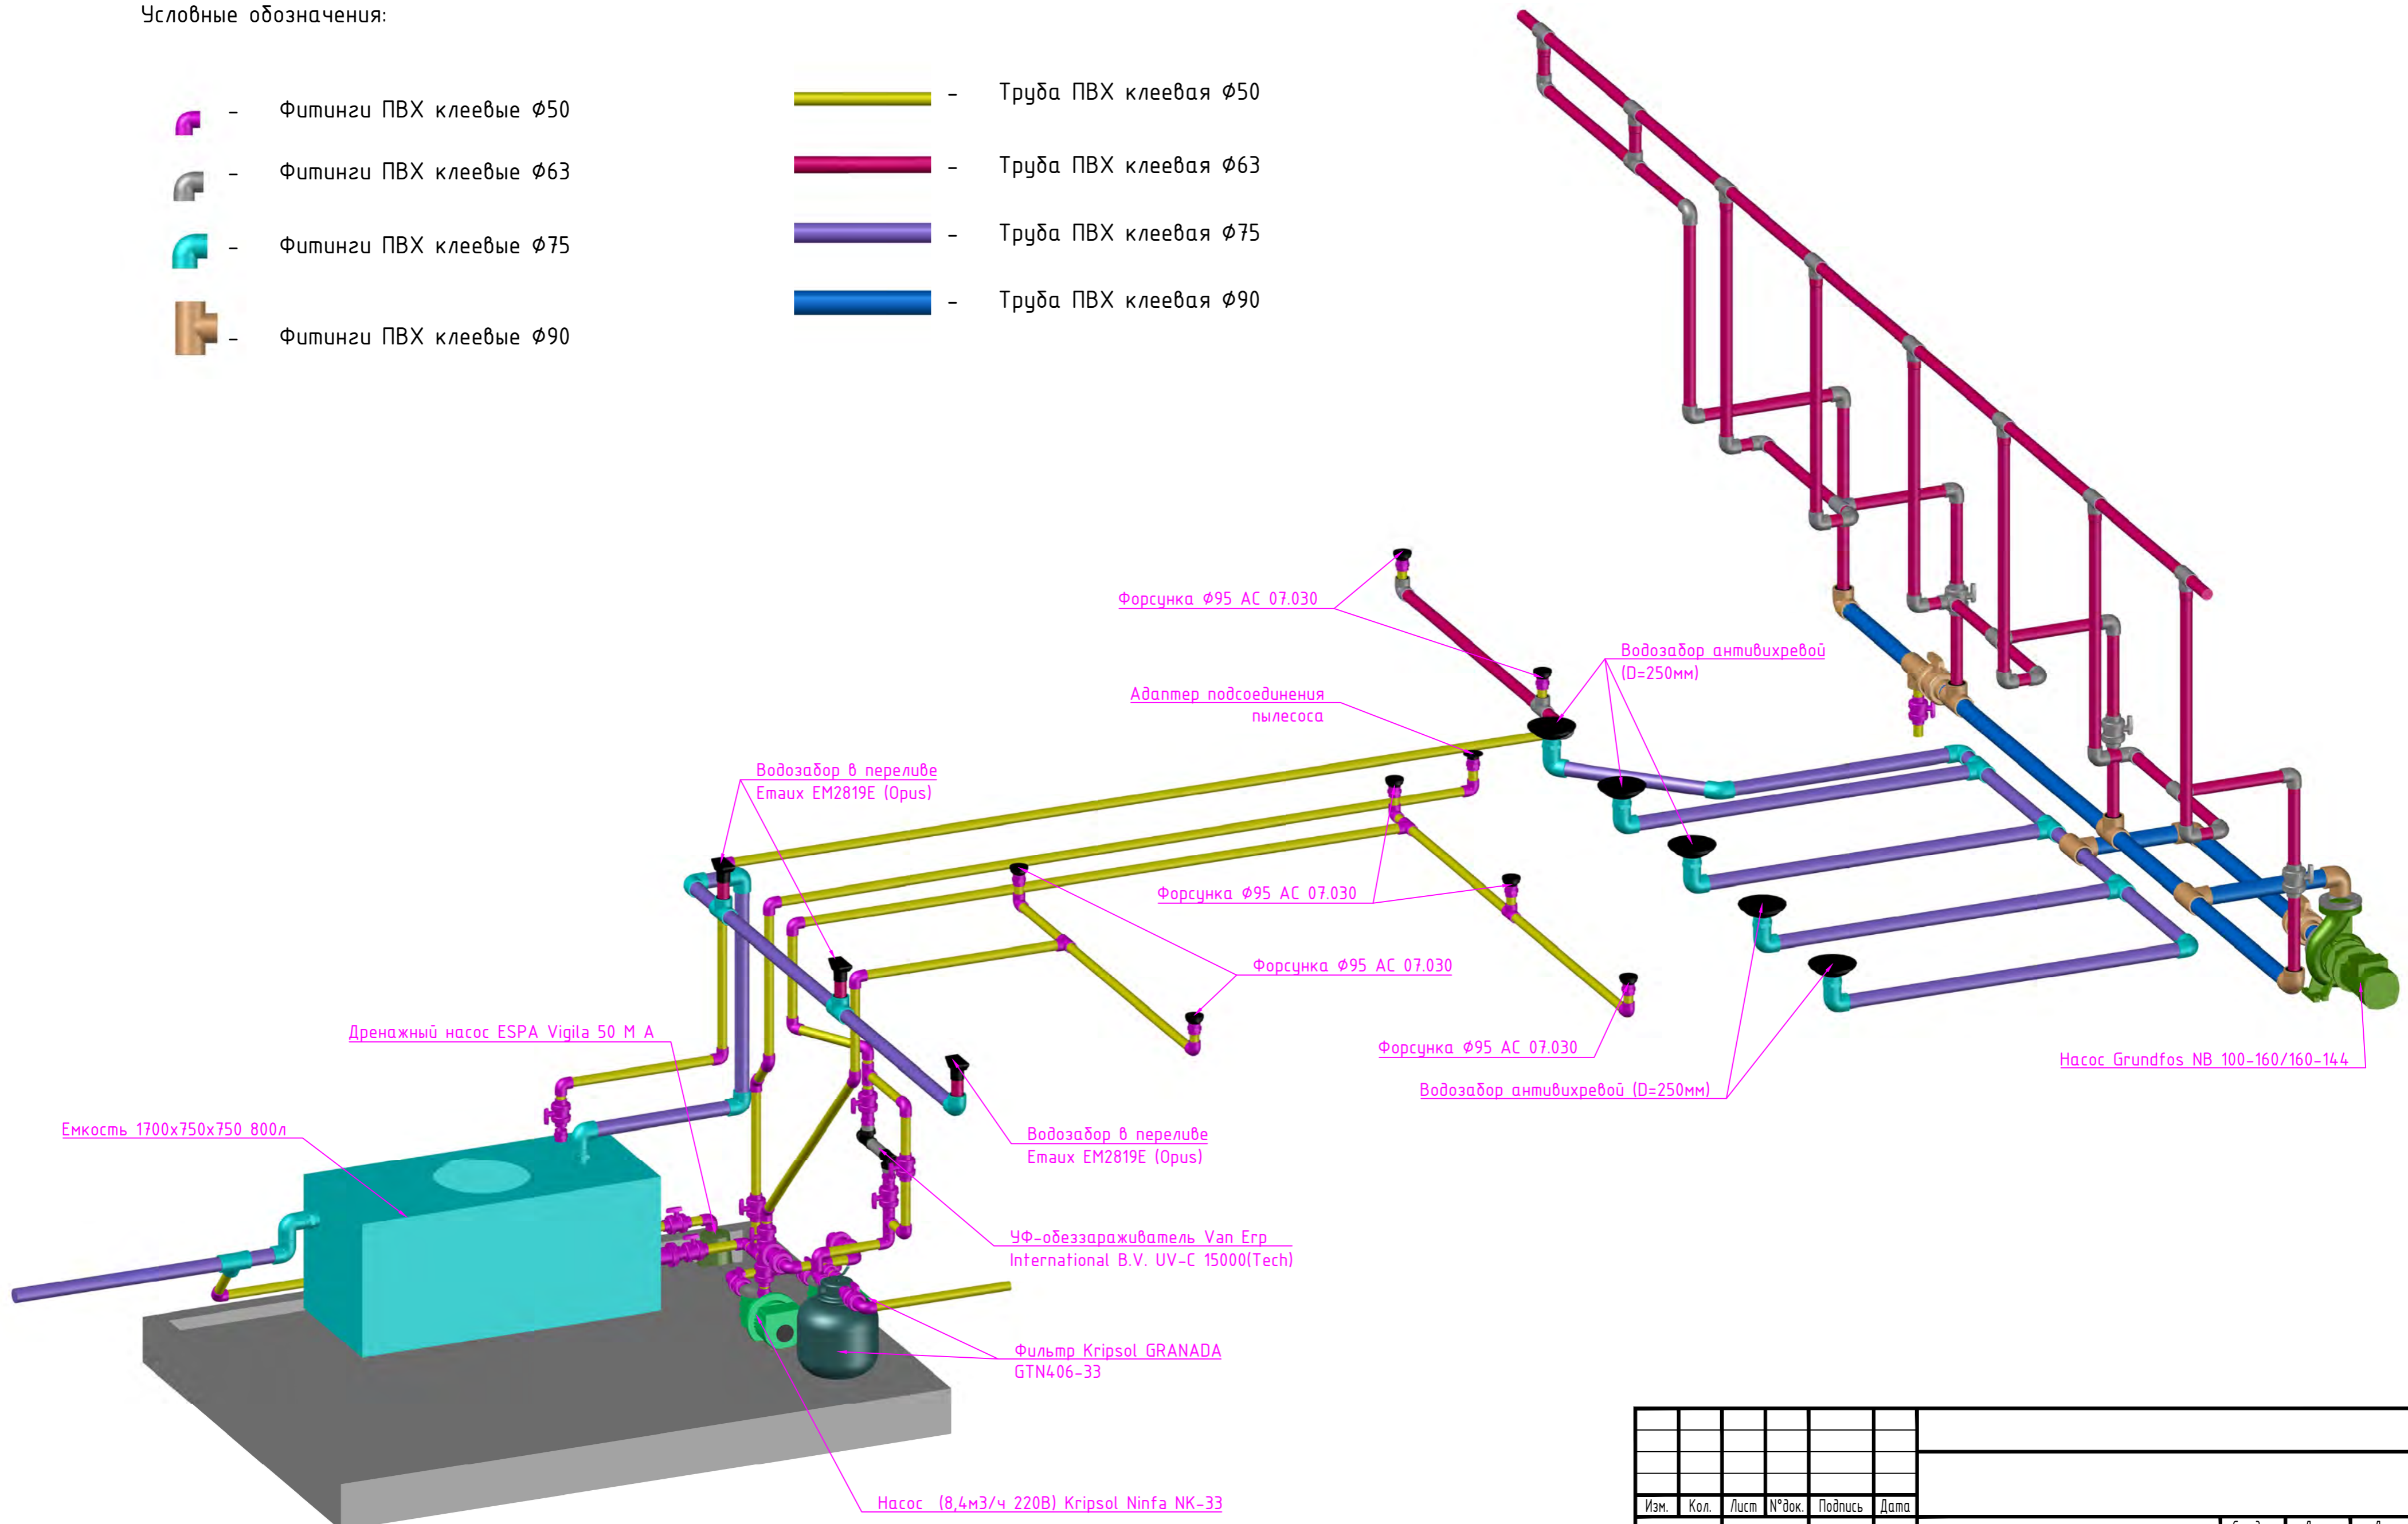 Условные обозначения:
- Фитинги ПВХ клеевые Ø50
- Фитинги ПВХ клеевые Ø63
- Фитинги ПВХ клеевые Ø75
- Фитинги ПВХ клеевые Ø90
- Труба ПВХ клеевая Ø50
- Труба ПВХ клеевая Ø63
- Труба ПВХ клеевая Ø75
- Труба ПВХ клеевая Ø90
Форсунка Ø95 АС 07.030
Водозабор антивихревой
(D=250мм)
Адаптер подсоединения
пылесоса
Водозабор в переливе
Emaux EM2819E (Opus)
Форсунка Ø95 АС 07.030
Форсунка Ø95 АС 07.030
Дренажный насос ESPA Vigila 50 M A
Форсунка Ø95 АС 07.030
Насос Grundfos NB 100-160/160-144
Водозабор антивихревой (D=250мм)
Емкость 1700х750х750 800л
Водозабор в переливе
Emaux EM2819E (Opus)
УФ-обеззараживатель Van Erp
International B.V. UV-C 15000(Tech)
Фильтр Kripsol GRANADA
GTN406-33
Насос (8,4м3/ч 220В) Kripsol Ninfa NK-33
Изм. Кол. Лист N°док. Подпись Дата